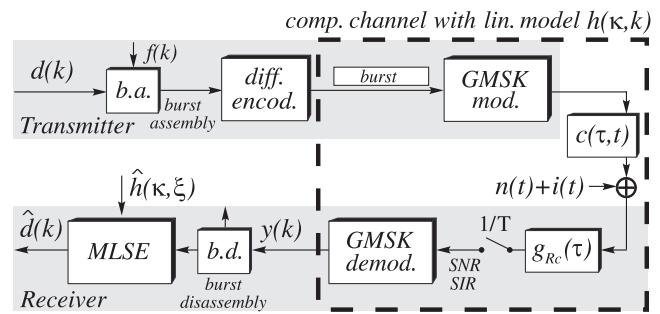 comp. channel with lin. model h(κ,k)
d(k)
f(k)
b.a.
burst
assembly
diff.
encod.
burst
GMSK
mod.
Transmitter
c(τ,t)
n(t)+i(t)
ĥ(κ,ξ)
d̂(k)
MLSE
b.d.
burst
disassembly
y(k)
GMSK
demod.
SNR
SIR
1/T
g_Rc(τ)
Receiver